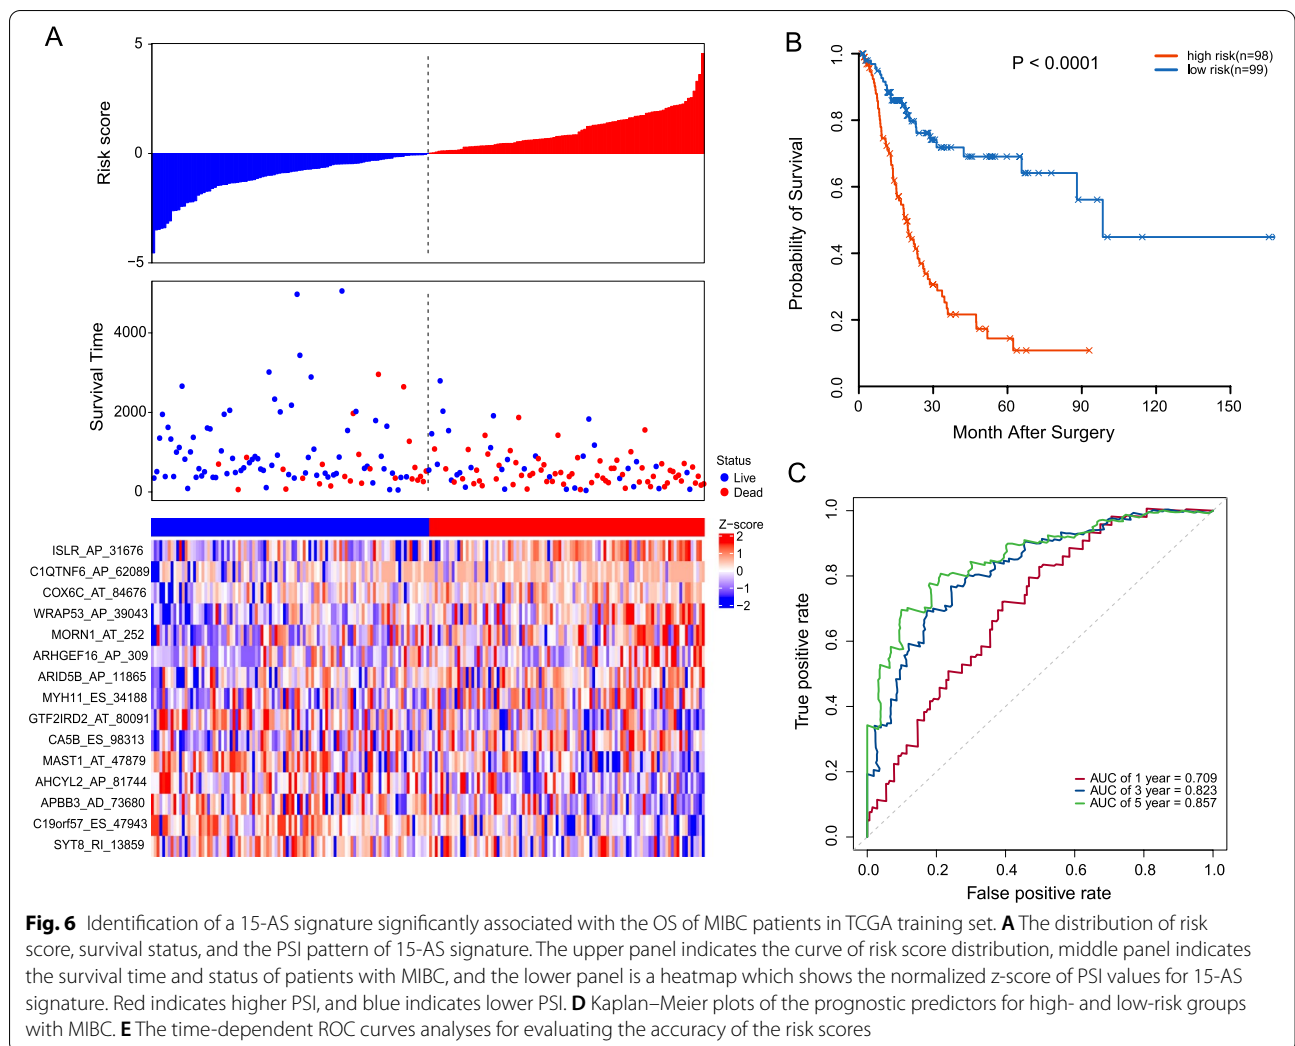 A
5
0
−5
Risk score
4000
2000
0
Survival Time
Status
Live
Dead
Z−score
2
1
0
−1
−2
ISLR_AP_31676
C1QTNF6_AP_62089
COX6C_AT_84676
WRAP53_AP_39043
MORN1_AT_252
ARHGEF16_AP_309
ARID5B_AP_11865
MYH11_ES_34188
GTF2IRD2_AT_80091
CA5B_ES_98313
MAST1_AT_47879
AHCYL2_AP_81744
APBB3_AD_73680
C19orf57_ES_47943
SYT8_RI_13859
B
P < 0.0001
high risk(n=98)
low risk(n=99)
1.0
0.8
0.6
0.4
0.2
0.0
Probability of Survival
0 30 60 90 120 150
Month After Surgery
C
1.0
0.8
0.6
0.4
0.2
0.0
True positive rate
AUC of 1 year = 0.709
AUC of 3 year = 0.823
AUC of 5 year = 0.857
0.0 0.2 0.4 0.6 0.8 1.0
False positive rate
Fig. 6 Identification of a 15-AS signature significantly associated with the OS of MIBC patients in TCGA training set. A The distribution of risk
score, survival status, and the PSI pattern of 15-AS signature. The upper panel indicates the curve of risk score distribution, middle panel indicates
the survival time and status of patients with MIBC, and the lower panel is a heatmap which shows the normalized z-score of PSI values for 15-AS
signature. Red indicates higher PSI, and blue indicates lower PSI. D Kaplan–Meier plots of the prognostic predictors for high- and low-risk groups
with MIBC. E The time-dependent ROC curves analyses for evaluating the accuracy of the risk scores